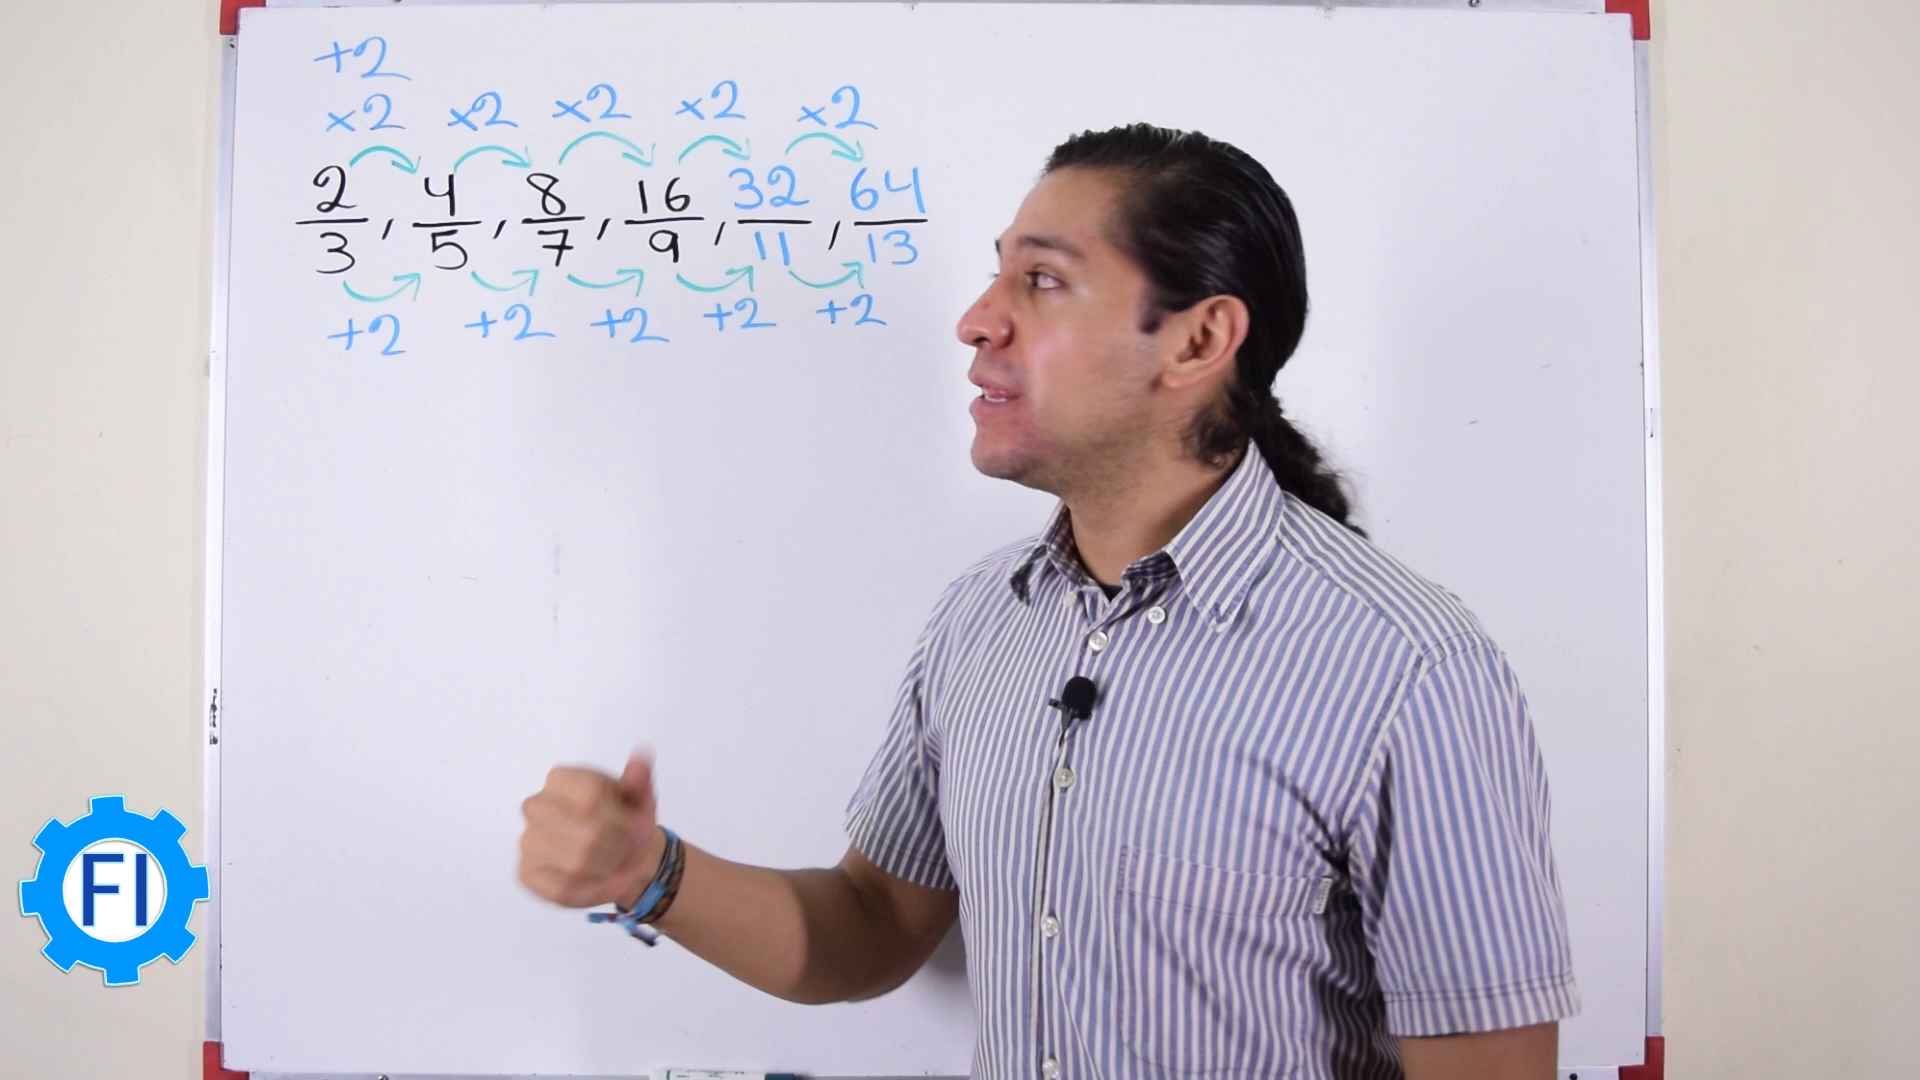 +2
×2 ×2 ×2 ×2 ×2
2/3, 4/5, 8/7, 16/9, 32/11, 64/13
+2 +2 +2 +2 +2
FI